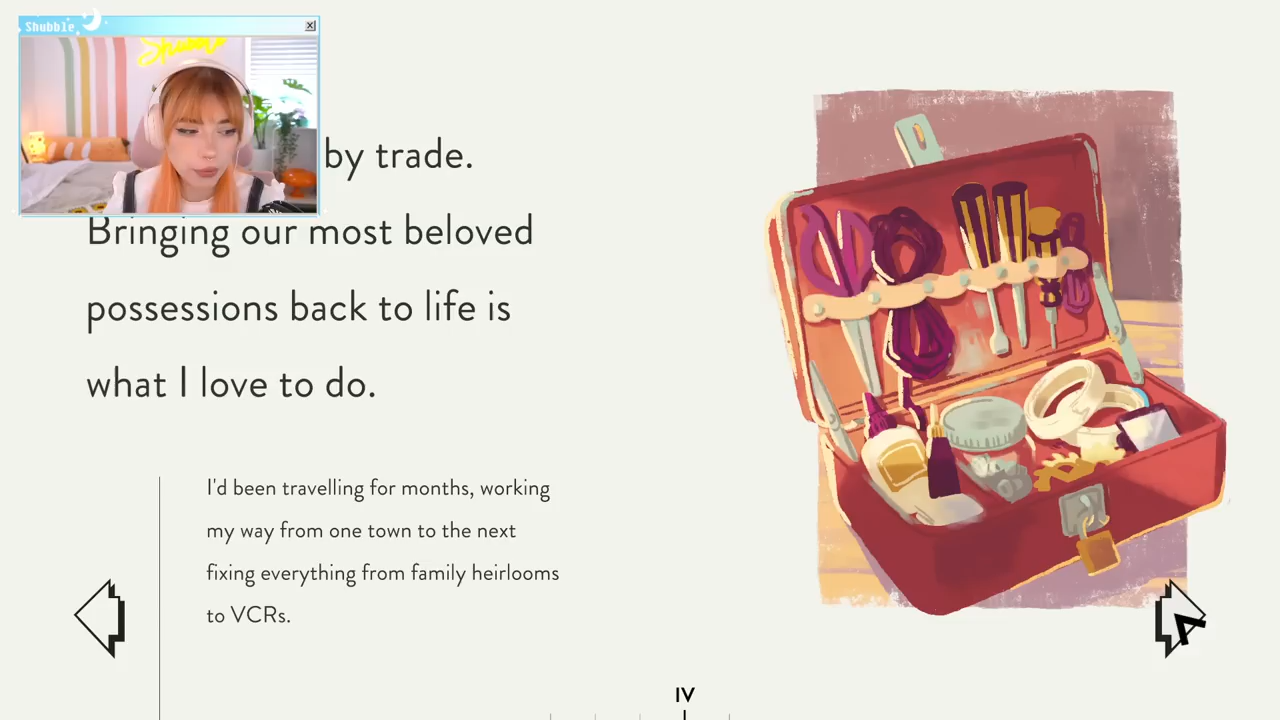 Shubble
Shubble
by trade.
Bringing our most beloved
possessions back to life is
what I love to do.
I'd been travelling for months, working
my way from one town to the next
fixing everything from family heirlooms
to VCRs.
IV